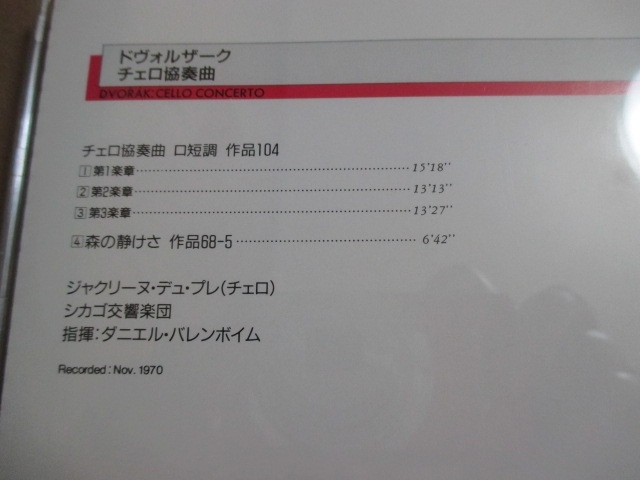 ドヴォルザーク
チェロ協奏曲
DVORAK: CELLO CONCERTO
チェロ協奏曲 ロ短調 作品104
1 第1楽章 15'18''
2 第2楽章 13'13''
3 第3楽章 13'27''
4 森の静けさ 作品68-5 6'42''
ジャクリーヌ・デュ・プレ(チェロ)
シカゴ交響楽団
指揮:ダニエル・バレンボイム
Recorded: Nov. 1970